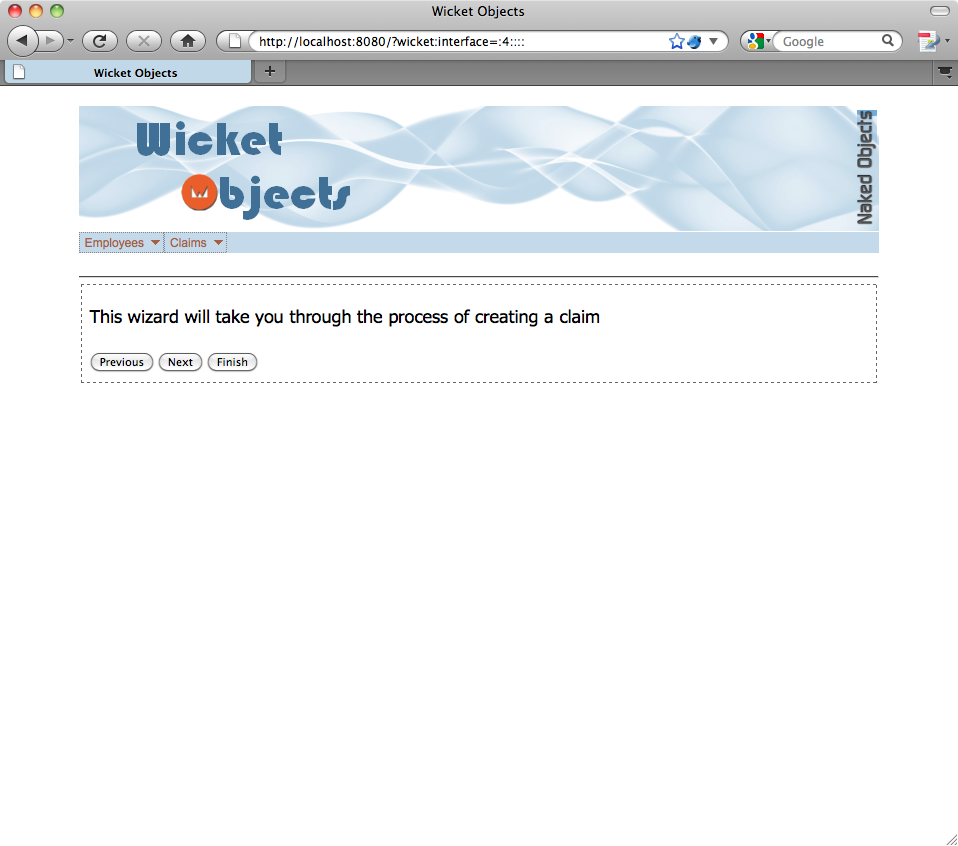 Wicket Objects
http://localhost:8080/?wicket:interface=:4::::
Google
Wicket Objects
Wicket
Objects
Naked Objects
Employees
Claims
This wizard will take you through the process of creating a claim
Previous
Next
Finish